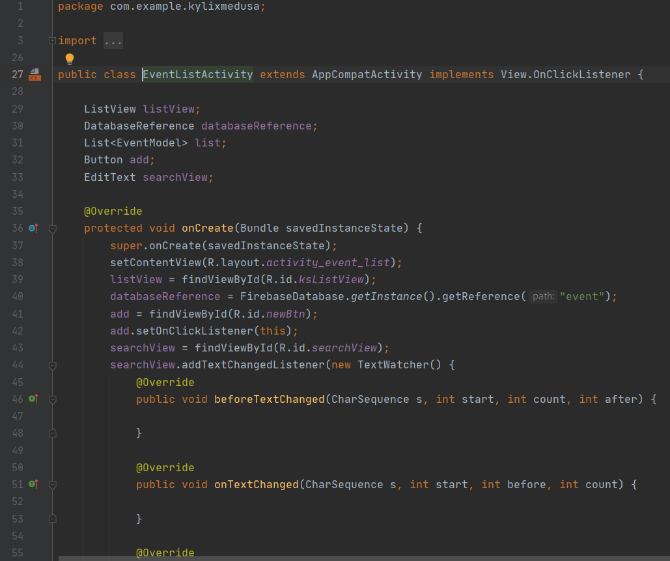 1 package com.example.kylixmedusa;
2
3 import ...
26
27 public class EventListActivity extends AppCompatActivity implements View.OnClickListener {
28
29 ListView listView;
30 DatabaseReference databaseReference;
31 List<EventModel> list;
32 Button add;
33 EditText searchView;
34
35 @Override
36 protected void onCreate(Bundle savedInstanceState) {
37 super.onCreate(savedInstanceState);
38 setContentView(R.layout.activity_event_list);
39 listView = findViewById(R.id.ksListView);
40 databaseReference = FirebaseDatabase.getInstance().getReference( path: "event");
41 add = findViewById(R.id.newBtn);
42 add.setOnClickListener(this);
43 searchView = findViewById(R.id.searchView);
44 searchView.addTextChangedListener(new TextWatcher() {
45 @Override
46 public void beforeTextChanged(CharSequence s, int start, int count, int after) {
47
48 }
49
50 @Override
51 public void onTextChanged(CharSequence s, int start, int before, int count) {
52
53 }
54
55 @Override